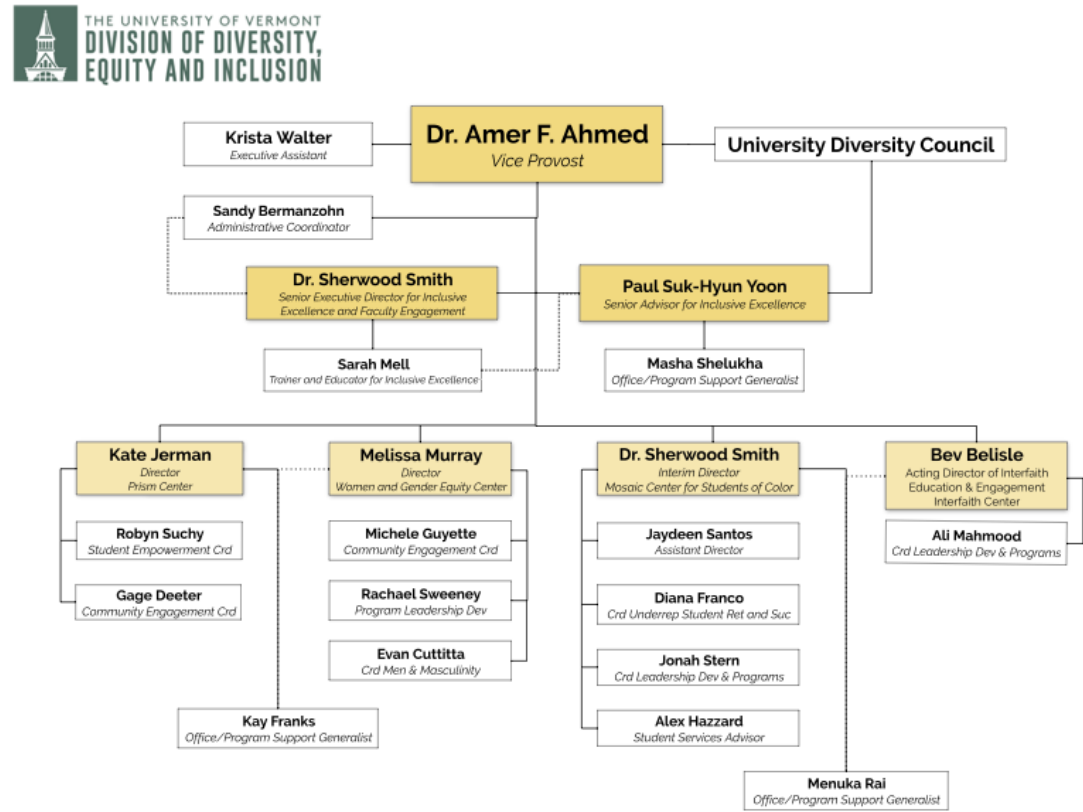 THE UNIVERSITY OF VERMONT
DIVISION OF DIVERSITY,
EQUITY AND INCLUSION
Krista Walter
Executive Assistant
Dr. Amer F. Ahmed
Vice Provost
University Diversity Council
Sandy Bermanzohn
Administrative Coordinator
Dr. Sherwood Smith
Senior Executive Director for Inclusive
Excellence and Faculty Engagement
Paul Suk-Hyun Yoon
Senior Advisor for Inclusive Excellence
Sarah Mell
Trainer and Educator for Inclusive Excellence
Masha Shelukha
Office/Program Support Generalist
Kate Jerman
Director
Prism Center
Melissa Murray
Director
Women and Gender Equity Center
Dr. Sherwood Smith
Interim Director
Mosaic Center for Students of Color
Bev Belisle
Acting Director of Interfaith
Education & Engagement
Interfaith Center
Robyn Suchy
Student Empowerment Crd
Gage Deeter
Community Engagement Crd
Michele Guyette
Community Engagement Crd
Rachael Sweeney
Program Leadership Dev
Evan Cuttitta
Crd Men & Masculinity
Jaydeen Santos
Assistant Director
Diana Franco
Crd Underrep Student Ret and Suc
Jonah Stern
Crd Leadership Dev & Programs
Alex Hazzard
Student Services Advisor
Ali Mahmood
Crd Leadership Dev & Programs
Kay Franks
Office/Program Support Generalist
Menuka Rai
Office/Program Support Generalist